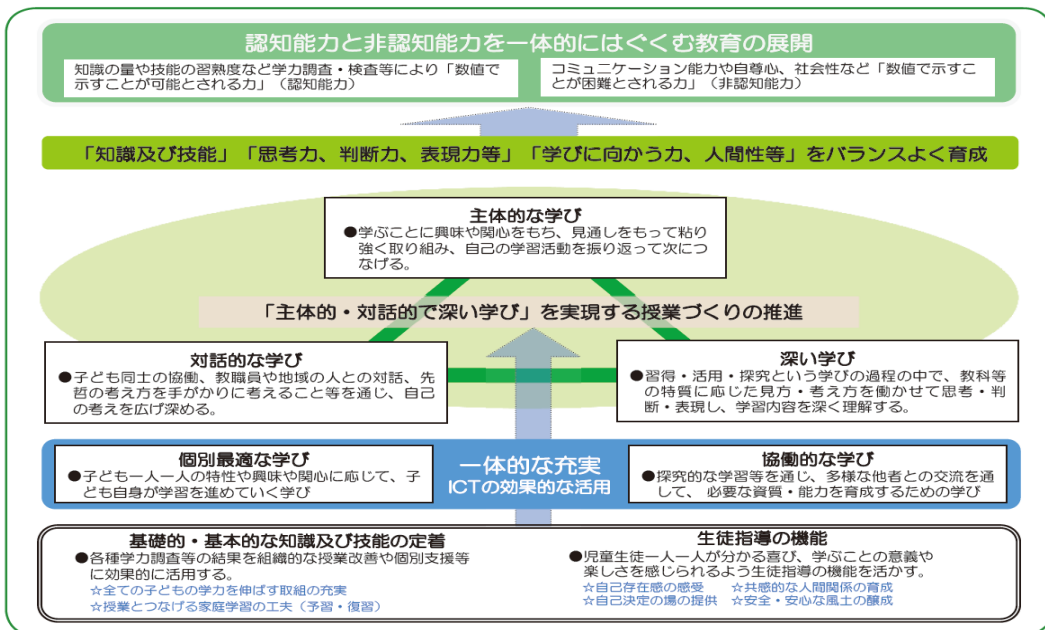 認知能力と非認知能力を一体的にはぐくむ教育の展開
知識の量や技能の習熟度など学力調査・検査等により「数値で
示すことが可能とされる力」（認知能力）
コミュニケーション能力や自尊心、社会性など「数値で示すこ
とが困難とされる力」（非認知能力）
「知識及び技能」「思考力、判断力、表現力等」「学びに向かう力、人間性等」をバランスよく育成
主体的な学び
●学ぶことに興味や関心をもち、見通しをもって粘り
強く取り組み、自己の学習活動を振り返って次につ
なげる。
「主体的・対話的で深い学び」を実現する授業づくりの推進
対話的な学び
●子ども同士の協働、教職員や地域の人との対話、先
哲の考え方を手がかりに考えること等を通じ、自己
の考えを広げ深める。
深い学び
●習得・活用・探究という学びの過程の中で、教科等
の特質に応じた見方・考え方を働かせて思考・判
断・表現し、学習内容を深く理解する。
個別最適な学び
●子ども一人一人の特性や興味や関心に応じて、子
ども自身が学習を進めていく学び
一体的な充実
ICTの効果的な活用
協働的な学び
●探究的な学習等を通じ、多様な他者との交流を通
して、 必要な資質・能力を育成するための学び
基礎的・基本的な知識及び技能の定着
●各種学力調査等の結果を組織的な授業改善や個別支援等
に効果的に活用する。
☆全ての子どもの学力を伸ばす取組の充実
☆授業とつなげる家庭学習の工夫（予習・復習）
生徒指導の機能
●児童生徒一人一人が分かる喜び、学ぶことの意義や
楽しさを感じられるよう生徒指導の機能を活かす。
☆自己存在感の感受 ☆共感的な人間関係の育成
☆自己決定の場の提供 ☆安全・安心な風土の醸成